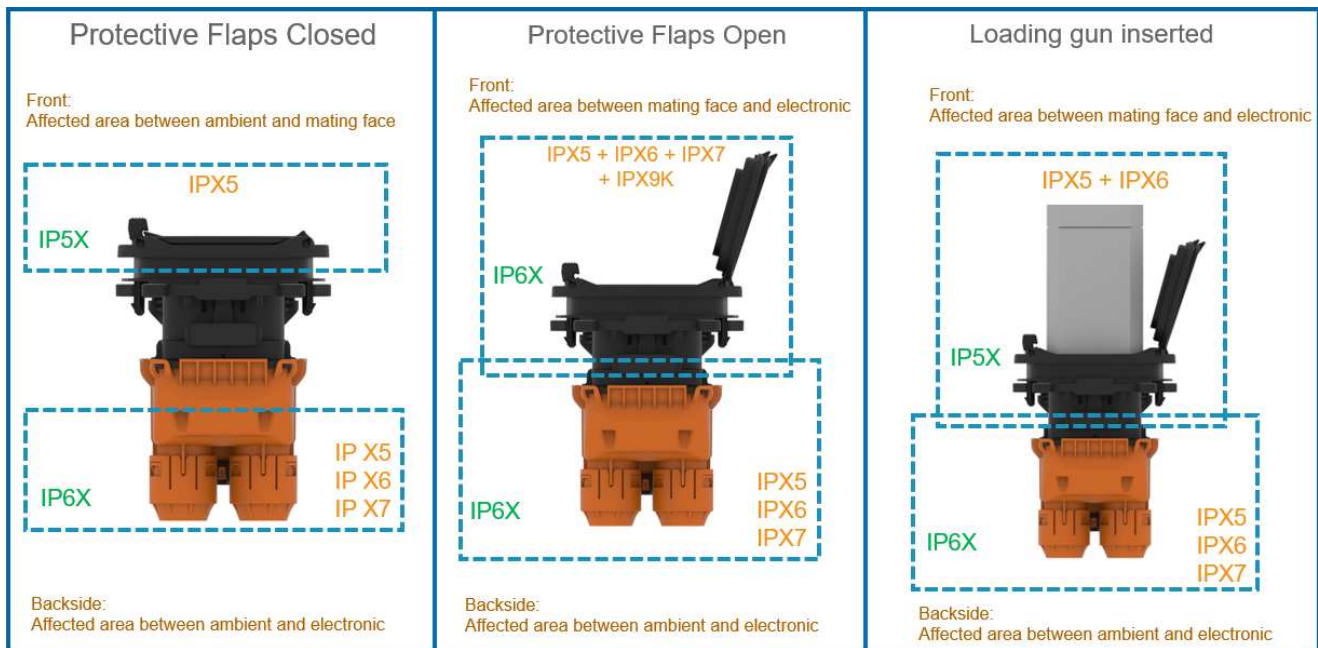 Protective Flaps Closed
Front:
Affected area between ambient and mating face
IPX5
IP5X
IP X5
IP X6
IP X7
IP6X
Backside:
Affected area between ambient and electronic
Protective Flaps Open
Front:
Affected area between mating face and electronic
IPX5 + IPX6 + IPX7
+ IPX9K
IP6X
IPX5
IP6X
IPX6
IPX7
Backside:
Affected area between ambient and electronic
Loading gun inserted
Front:
Affected area between mating face and electronic
IPX5 + IPX6
IP5X
IPX5
IP6X
IPX6
IPX7
Backside:
Affected area between ambient and electronic